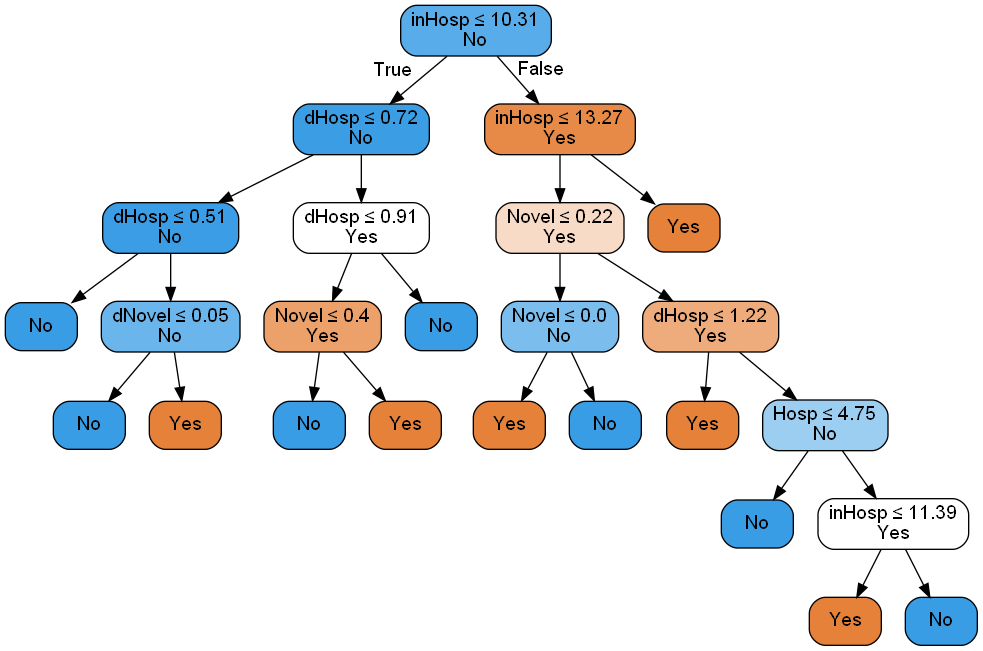 inHosp ≤ 10.31
No
True
False
dHosp ≤ 0.72
No
inHosp ≤ 13.27
Yes
dHosp ≤ 0.51
No
dHosp ≤ 0.91
Yes
Novel ≤ 0.22
Yes
Yes
No
dNovel ≤ 0.05
No
Novel ≤ 0.4
Yes
No
Novel ≤ 0.0
No
dHosp ≤ 1.22
Yes
No
Yes
No
Yes
Yes
No
Yes
Hosp ≤ 4.75
No
No
inHosp ≤ 11.39
Yes
Yes
No